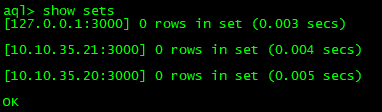 aql> show sets
[127.0.0.1:3000] 0 rows in set (0.003 secs)
[10.10.35.21:3000] 0 rows in set (0.004 secs)
[10.10.35.20:3000] 0 rows in set (0.005 secs)
OK